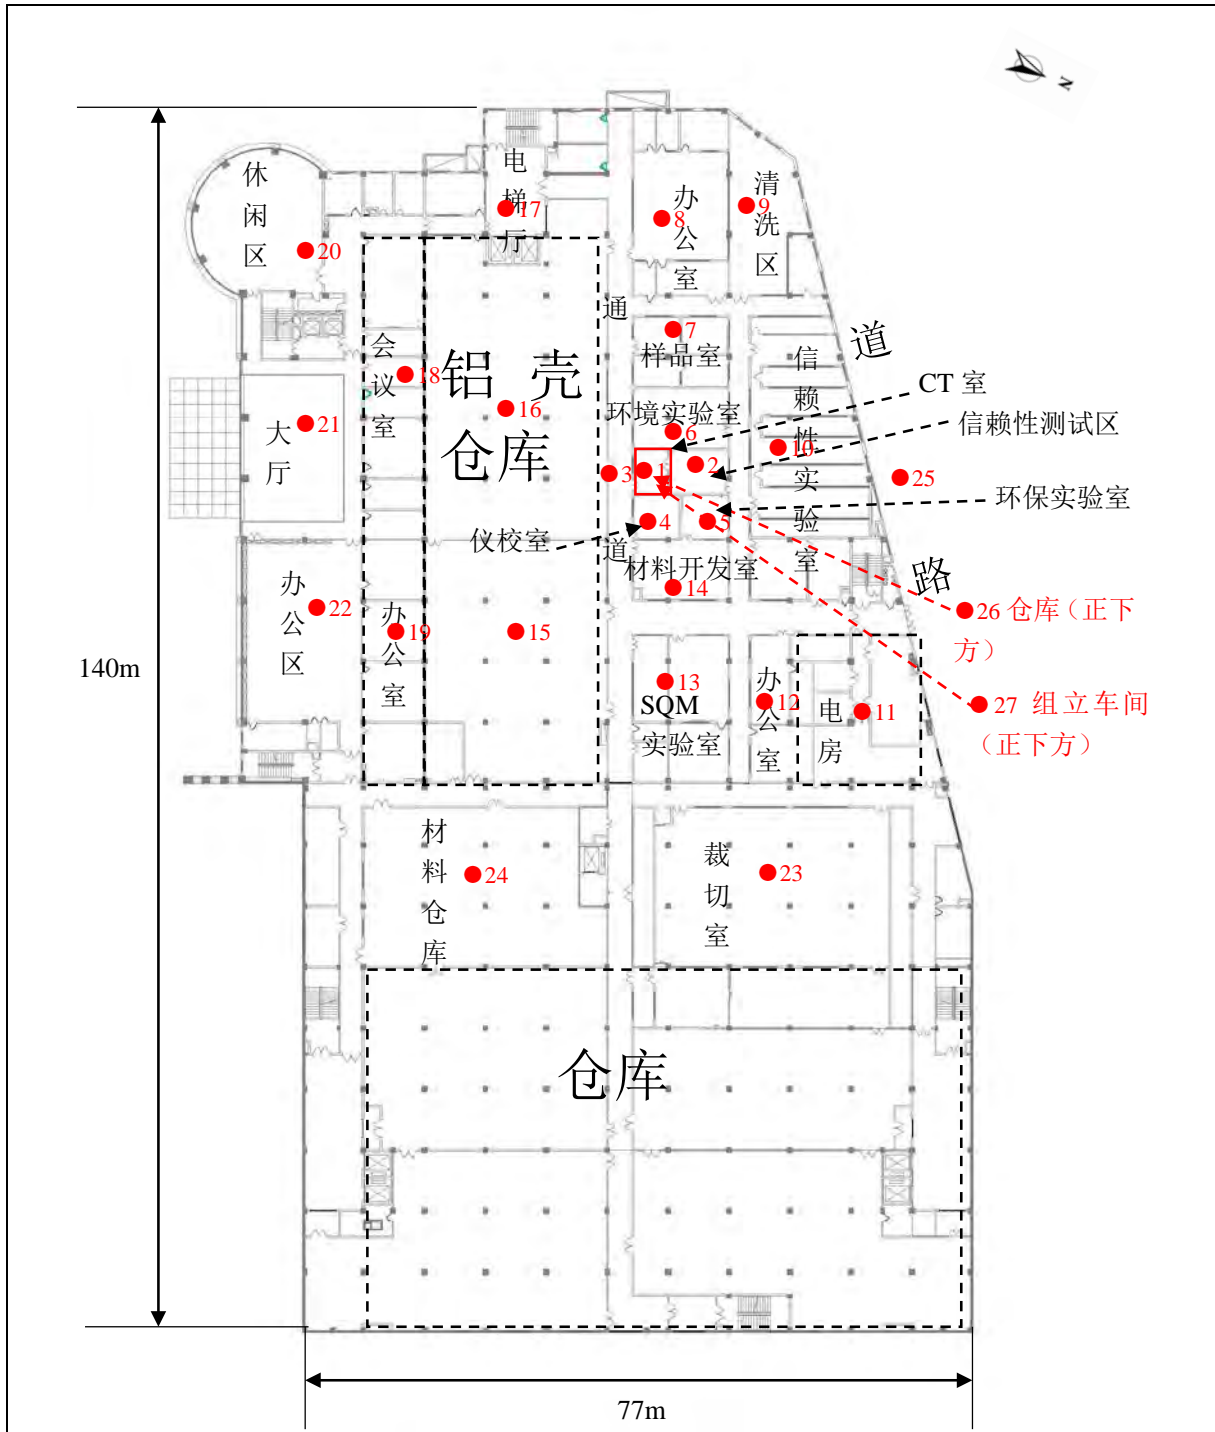 N
电梯厅
17
休闲区
20
办公室
8
清洗区
9
通道
道路
样品室
7
会议室
18
铝壳
仓库
16
环境实验室
6
信赖性实验室
10
CT 室
信赖性测试区
大厅
21
3
1
2
25
环保实验室
4
5
仪校室
材料开发室
14
办公区
22
办公室
19
15
26 仓库（正下
方）
140m
13
SQM
实验室
办公室
12
电房
11
27 组立车间
（正下方）
材料仓库
24
裁切室
23
仓库
77m